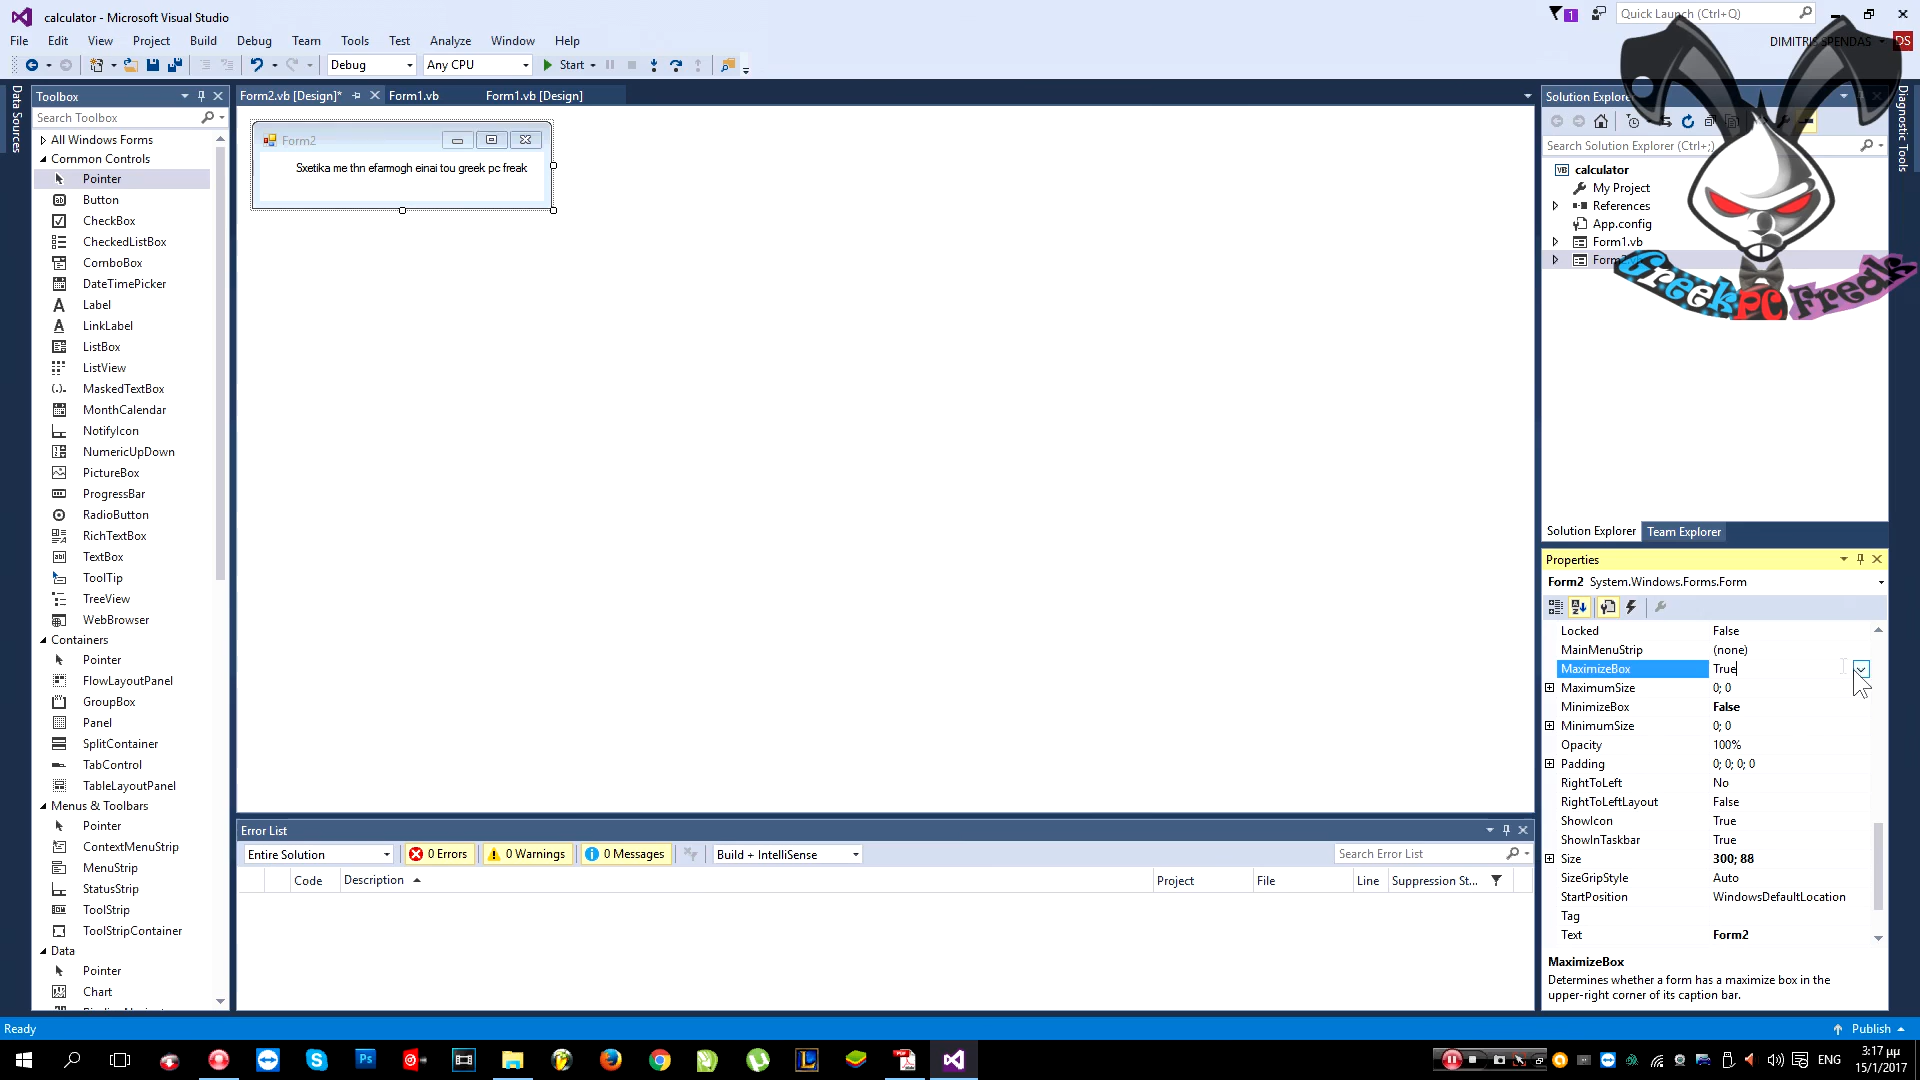 calculator - Microsoft Visual Studio
1
Quick Launch (Ctrl+Q)
File Edit View Project Build Debug Team Tools Test Analyze Window Help
DIMITRIS SPENDAS
DS
Debug Any CPU Start
Data Sources
Toolbox
Search Toolbox
All Windows Forms
Common Controls
Pointer
Button
CheckBox
CheckedListBox
ComboBox
DateTimePicker
Label
LinkLabel
ListBox
ListView
MaskedTextBox
MonthCalendar
NotifyIcon
NumericUpDown
PictureBox
ProgressBar
RadioButton
RichTextBox
TextBox
ToolTip
TreeView
WebBrowser
Containers
Pointer
FlowLayoutPanel
GroupBox
Panel
SplitContainer
TabControl
TableLayoutPanel
Menus & Toolbars
Pointer
ContextMenuStrip
MenuStrip
StatusStrip
ToolStrip
ToolStripContainer
Data
Pointer
Chart
Form2.vb [Design]* Form1.vb Form1.vb [Design]
Form2
Sxetika me thn efarmogh einai tou greek pc freak
Error List
Entire Solution 0 Errors 0 Warnings 0 Messages Build + IntelliSense Search Error List
Code Description Project File Line Suppression St...
Solution Explorer
Search Solution Explorer (Ctrl+;)
VB calculator
My Project
References
App.config
Form1.vb
Greek PC Freak
Diagnostic Tools
Solution Explorer Team Explorer
Properties
Form2 System.Windows.Forms.Form
Locked False
MainMenuStrip (none)
MaximizeBox True
MaximumSize 0; 0
MinimizeBox False
MinimumSize 0; 0
Opacity 100%
Padding 0; 0; 0; 0
RightToLeft No
RightToLeftLayout False
ShowIcon True
ShowInTaskbar True
Size 300; 88
SizeGripStyle Auto
StartPosition WindowsDefaultLocation
Tag
Text Form2
MaximizeBox
Determines whether a form has a maximize box in the
upper-right corner of its caption bar.
Ready
Publish
Ps
ENG
3:17 μμ
15/1/2017